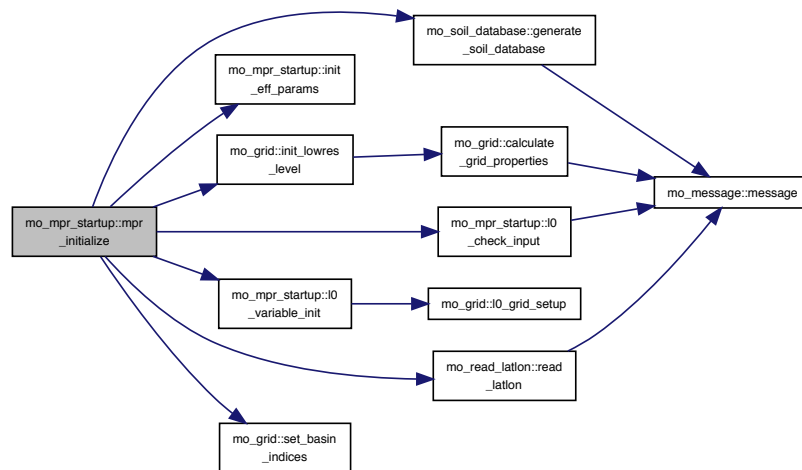 mo_soil_database::generate
_soil_database
mo_mpr_startup::init
_eff_params
mo_grid::init_lowres
_level
mo_grid::calculate
_grid_properties
mo_message::message
mo_mpr_startup::mpr
_initialize
mo_mpr_startup::l0
_check_input
mo_mpr_startup::l0
_variable_init
mo_grid::l0_grid_setup
mo_read_latlon::read
_latlon
mo_grid::set_basin
_indices